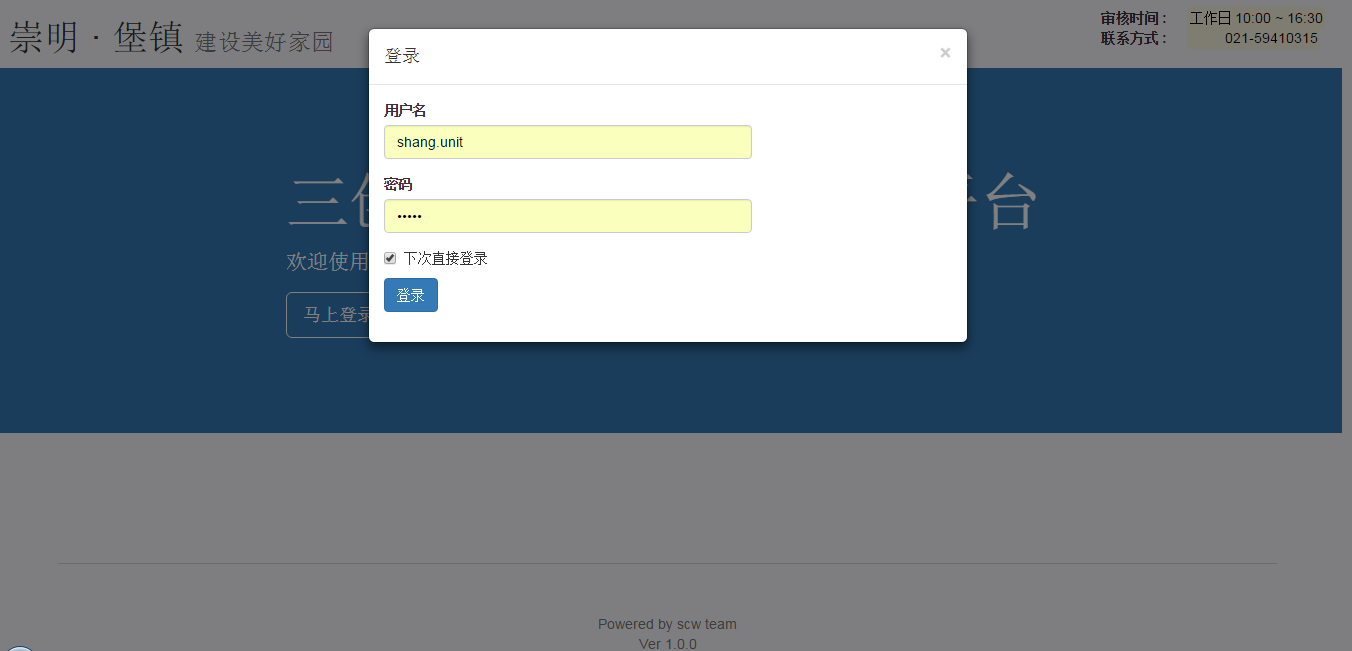 崇明 · 堡镇 建设美好家园
审核时间： 工作日 10:00 ~ 16:30
联系方式： 021-59410315
登录 ×
用户名
shang.unit
密码
•••••
下次直接登录
登录
三
台
欢迎使用
马上登录
Powered by scw team
Ver 1.0.0